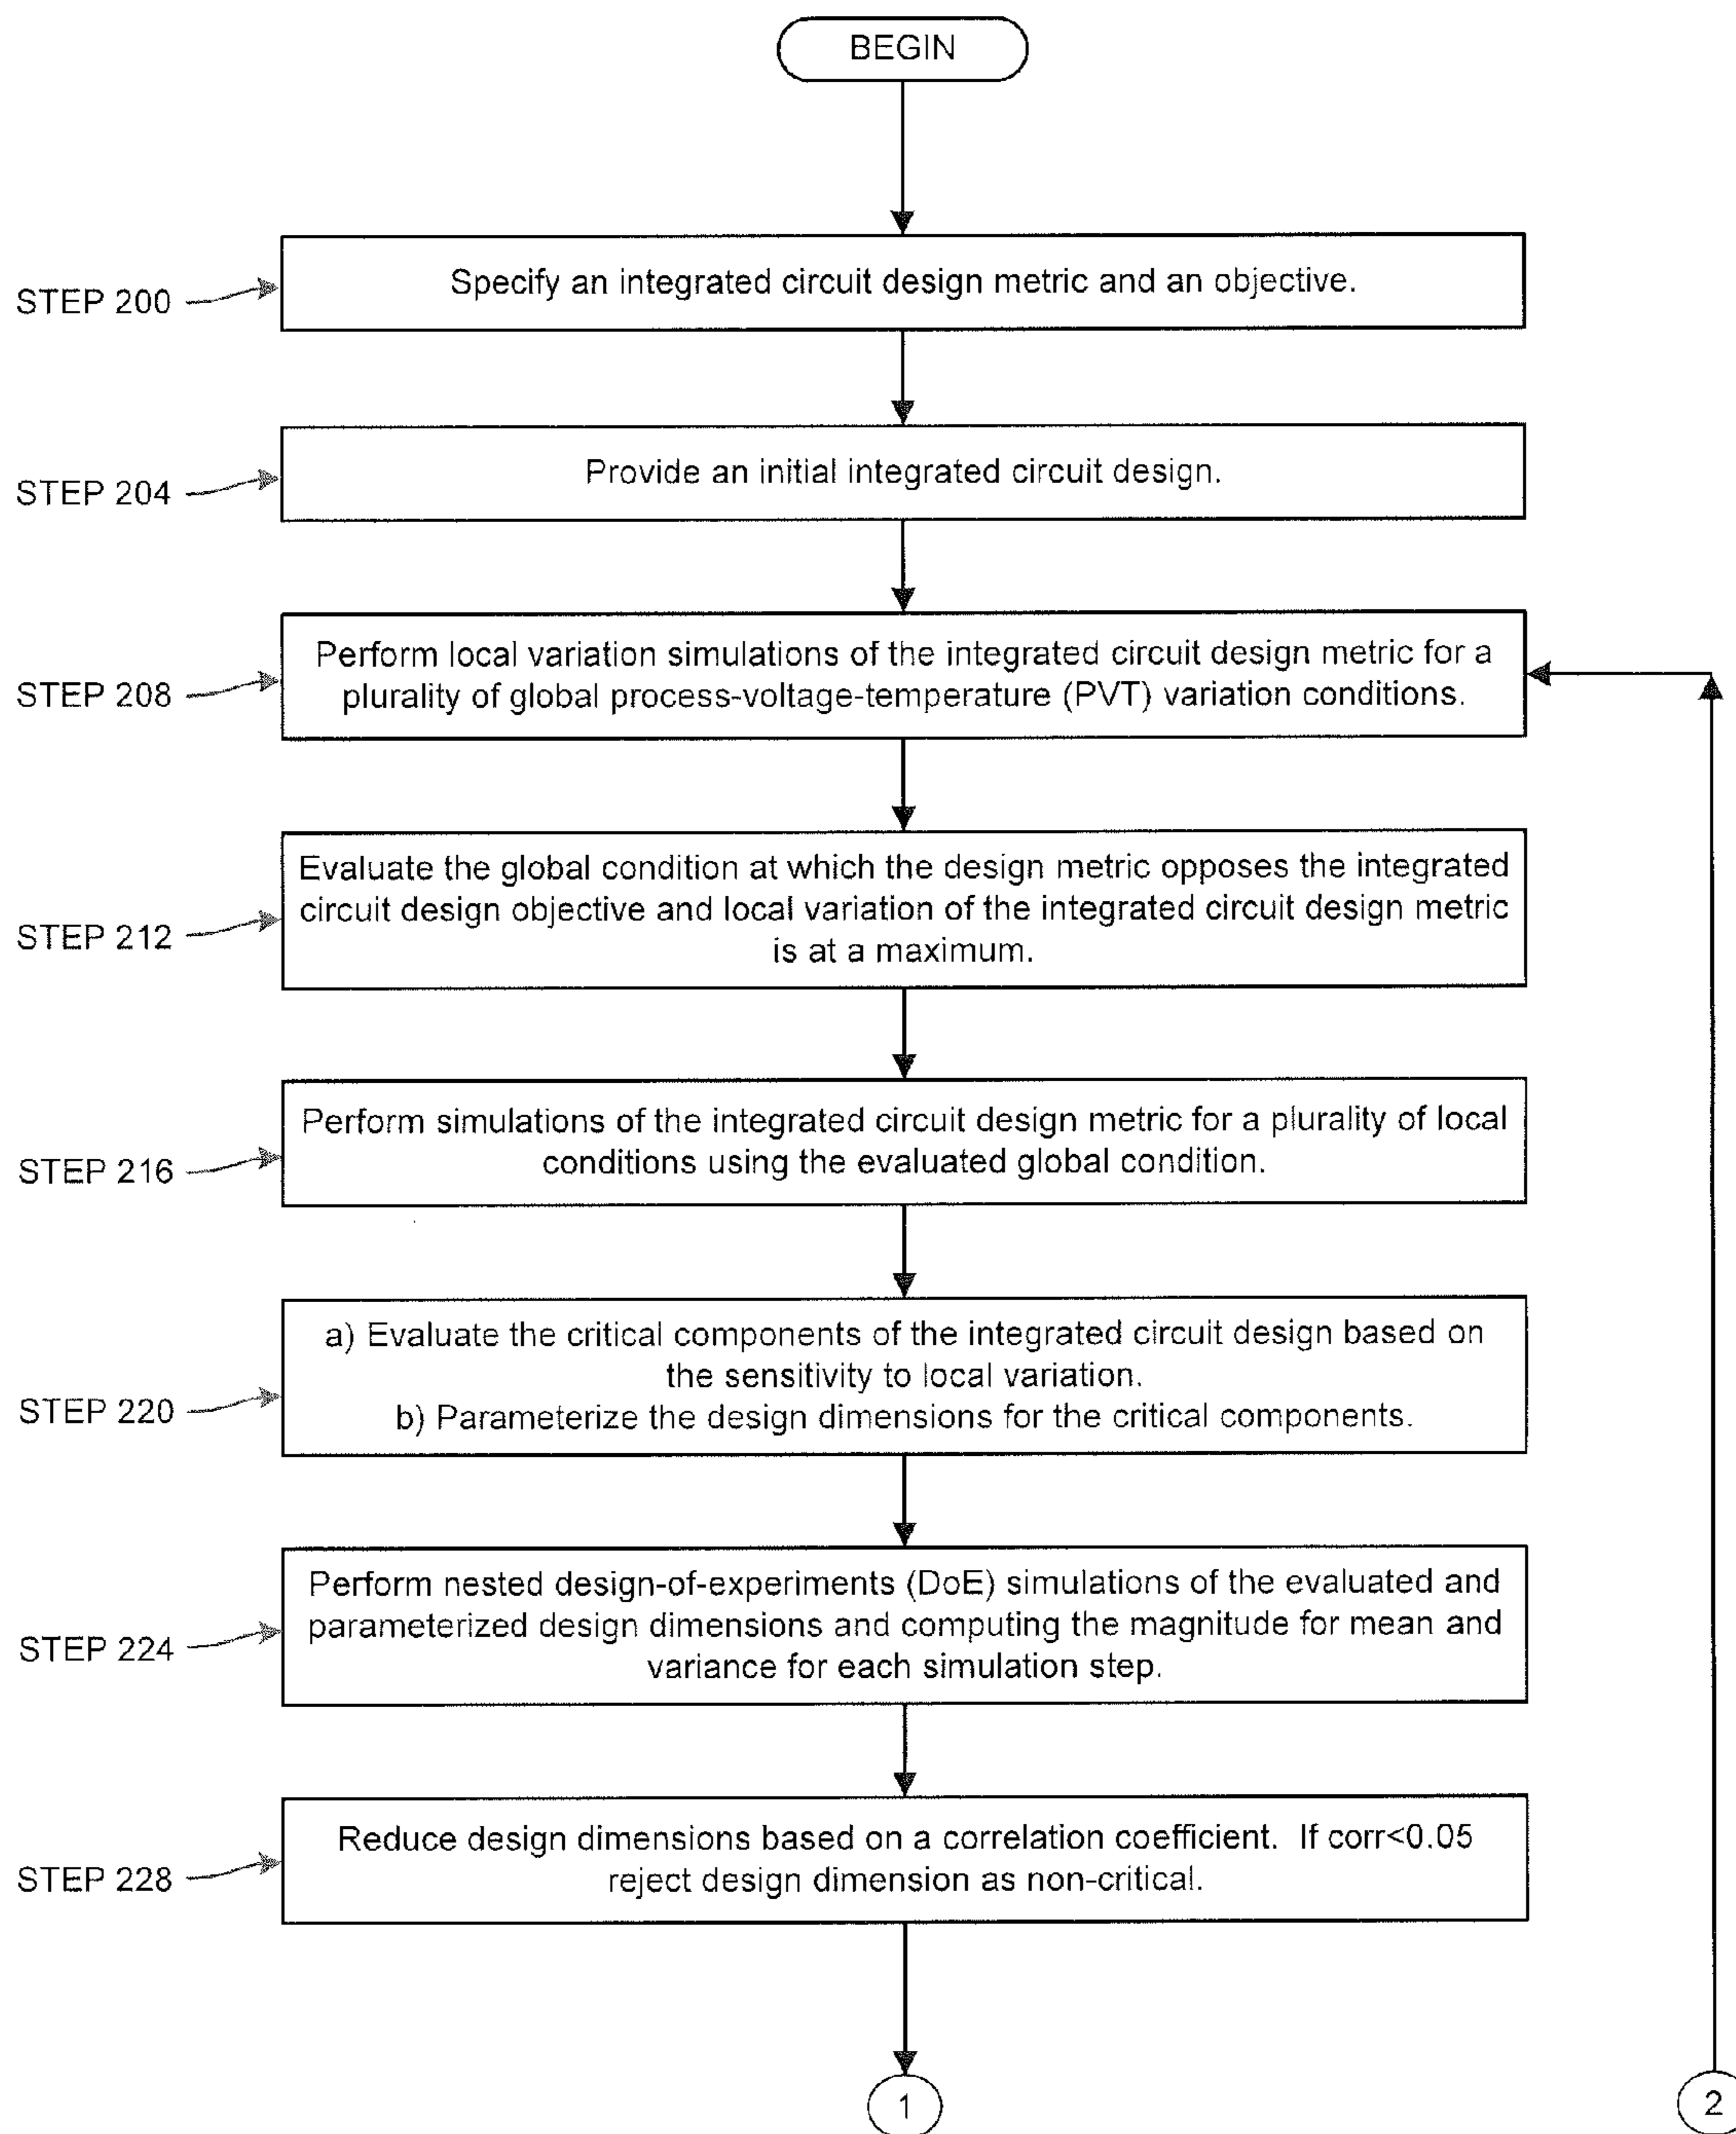 BEGIN
STEP 200
Specify an integrated circuit design metric and an objective.
STEP 204
Provide an initial integrated circuit design.
STEP 208
Perform local variation simulations of the integrated circuit design metric for a
plurality of global process-voltage-temperature (PVT) variation conditions.
STEP 212
Evaluate the global condition at which the design metric opposes the integrated
circuit design objective and local variation of the integrated circuit design metric
is at a maximum.
STEP 216
Perform simulations of the integrated circuit design metric for a plurality of local
conditions using the evaluated global condition.
STEP 220
a) Evaluate the critical components of the integrated circuit design based on
the sensitivity to local variation.
b) Parameterize the design dimensions for the critical components.
STEP 224
Perform nested design-of-experiments (DoE) simulations of the evaluated and
parameterized design dimensions and computing the magnitude for mean and
variance for each simulation step.
STEP 228
Reduce design dimensions based on a correlation coefficient. If corr<0.05
reject design dimension as non-critical.
1
2